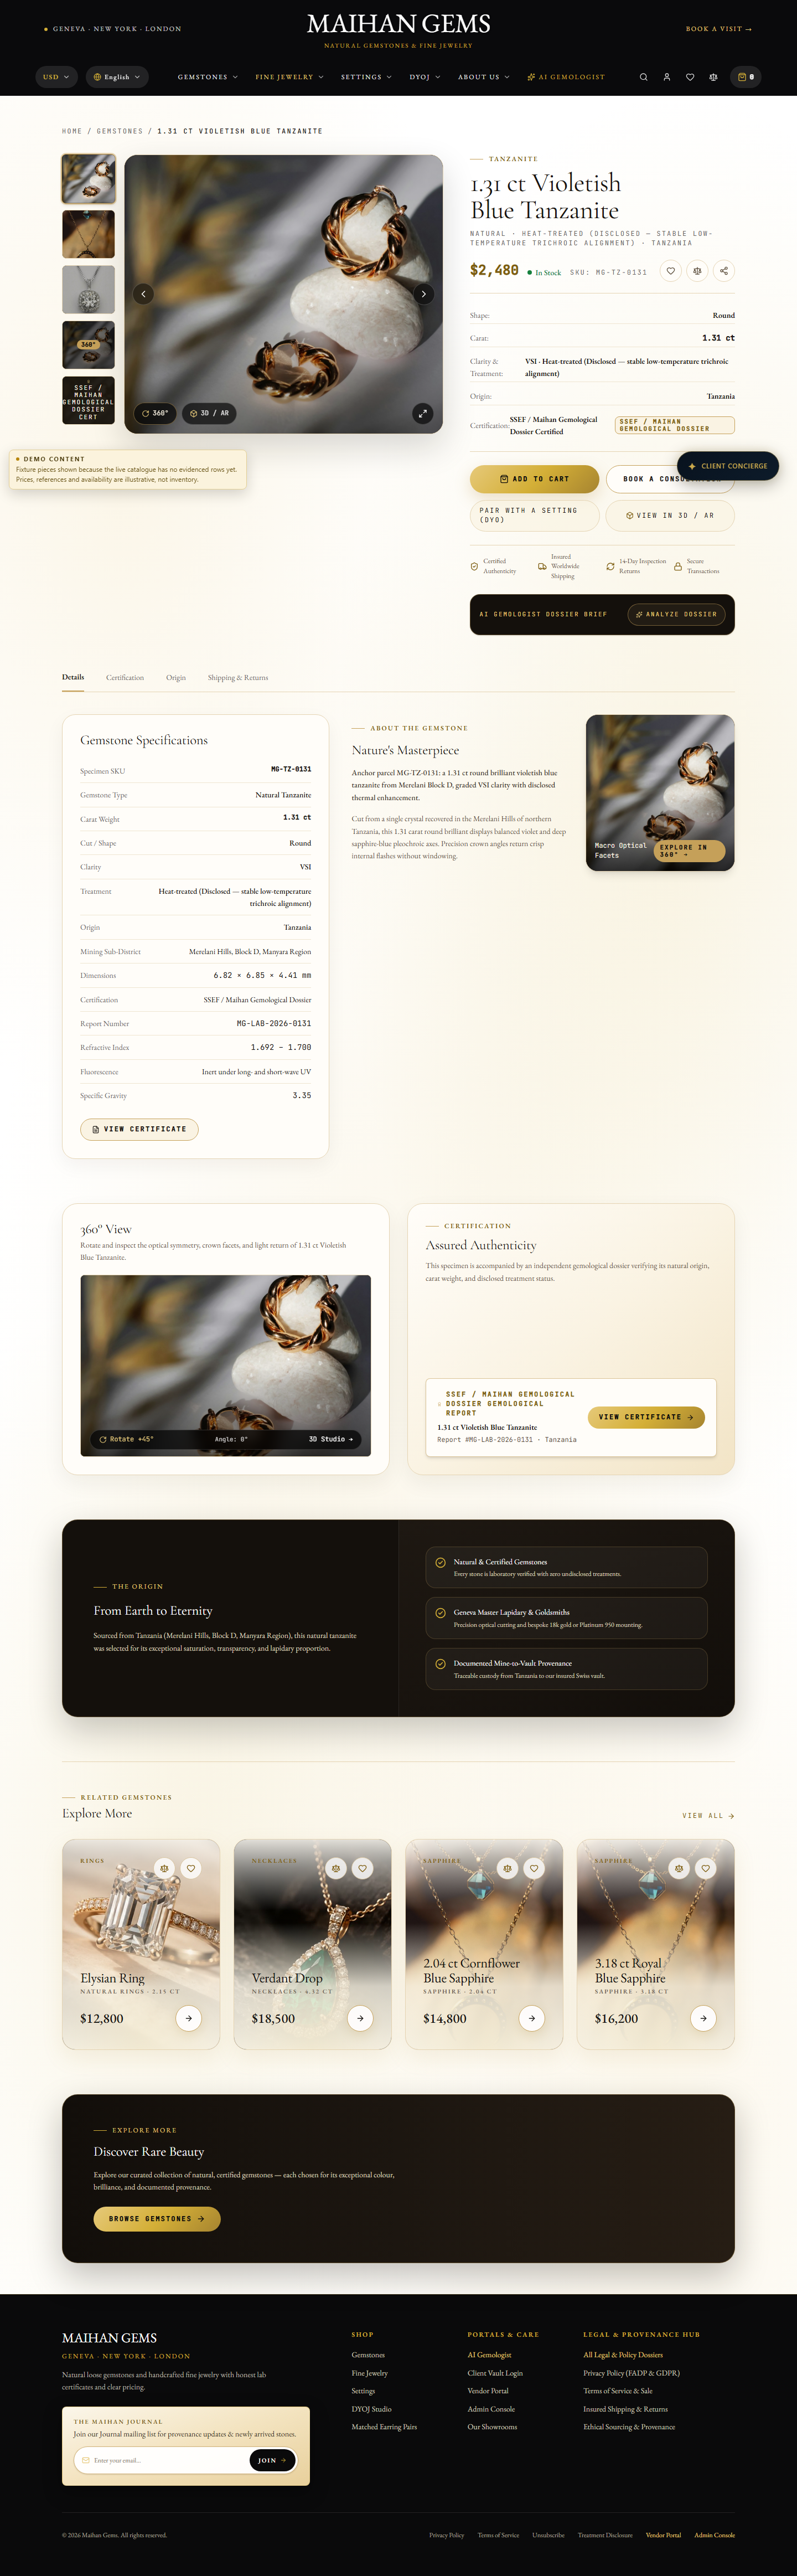 GENEVA · NEW YORK · LONDON
MAIHAN GEMS
NATURAL GEMSTONES & FINE JEWELRY
BOOK A VISIT →
USD
English
GEMSTONES
FINE JEWELRY
SETTINGS
DYOJ
ABOUT US
AI GEMOLOGIST
0
HOME / GEMSTONES / 1.31 CT VIOLETISH BLUE TANZANITE
360°
SSEF /
MAIHAN
GEMOLOGICAL
DOSSIER
CERT
360°
3D / AR
TANZANITE
1.31 ct Violetish
Blue Tanzanite
NATURAL · HEAT-TREATED (DISCLOSED — STABLE LOW-
TEMPERATURE TRICHROIC ALIGNMENT) · TANZANITE
$2,480
In Stock
SKU: MG-TZ-0131
Shape:
Round
Carat:
1.31 ct
Clarity &
Treatment:
VSI · Heat-treated (Disclosed — stable low-temperature trichroic
alignment)
Origin:
Tanzania
Certification:
SSEF / Maihan Gemological
Dossier Certified
SSEF / MAIHAN
GEMOLOGICAL DOSSIER
DEMO CONTENT
Fixture pieces shown because the live catalogue has no evidenced rows yet.
Prices, references and availability are illustrative, not inventory.
ADD TO CART
BOOK A CONSU
CLIENT CONCIERGE
PAIR WITH A SETTING
(DYO)
VIEW IN 3D / AR
Certified
Authenticity
Insured
Worldwide
Shipping
14-Day Inspection
Returns
Secure
Transactions
AI GEMOLOGIST DOSSIER BRIEF
ANALYZE DOSSIER
Details
Certification
Origin
Shipping & Returns
Gemstone Specifications
Specimen SKU
MG-TZ-0131
Gemstone Type
Natural Tanzanite
Carat Weight
1.31 ct
Cut / Shape
Round
Clarity
VSI
Treatment
Heat-treated (Disclosed — stable low-temperature
trichroic alignment)
Origin
Tanzania
Mining Sub-District
Merelani Hills, Block D, Manyara Region
Dimensions
6.82 × 6.85 × 4.41 mm
Certification
SSEF / Maihan Gemological Dossier
Report Number
MG-LAB-2026-0131
Refractive Index
1.692 – 1.700
Fluorescence
Inert under long- and short-wave UV
Specific Gravity
3.35
VIEW CERTIFICATE
ABOUT THE GEMSTONE
Nature's Masterpiece
Anchor parcel MG-TZ-0131: a 1.31 ct round brilliant violetish blue
tanzanite from Merelani Block D, graded VSI clarity with disclosed
thermal enhancement.
Cut from a single crystal recovered in the Merelani Hills of northern
Tanzania, this 1.31 carat round brilliant displays balanced violet and deep
sapphire-blue pleochroic axes. Precision crown angles return crisp
internal flashes without windowing.
Macro Optical
Facets
EXPLORE IN
360° →
360° View
Rotate and inspect the optical symmetry, crown facets, and light return of 1.31 ct Violetish
Blue Tanzanite.
Rotate +45°
Angle: 0°
3D Studio →
CERTIFICATION
Assured Authenticity
This specimen is accompanied by an independent gemological dossier verifying its natural origin,
carat weight, and disclosed treatment status.
SSEF / MAIHAN GEMOLOGICAL
DOSSIER GEMOLOGICAL
REPORT
1.31 ct Violetish Blue Tanzanite
Report #MG-LAB-2026-0131 · Tanzania
VIEW CERTIFICATE →
THE ORIGIN
From Earth to Eternity
Sourced from Tanzania (Merelani Hills, Block D, Manyara Region), this natural tanzanite
was selected for its exceptional saturation, transparency, and lapidary proportion.
Natural & Certified Gemstones
Every stone is laboratory verified with zero undisclosed treatments.
Geneva Master Lapidary & Goldsmiths
Precision optical cutting and bespoke 18k gold or Platinum 950 mounting.
Documented Mine-to-Vault Provenance
Traceable custody from Tanzania to our insured Swiss vault.
RELATED GEMSTONES
Explore More
VIEW ALL →
RINGS
Elysian Ring
NATURAL RINGS · 2.15 CT
$12,800
NECKLACES
Verdant Drop
NECKLACES · 4.32 CT
$18,500
SAPPHIRE
2.04 ct Cornflower
Blue Sapphire
SAPPHIRE · 2.04 CT
$14,800
SAPPHIRE
3.18 ct Royal
Blue Sapphire
SAPPHIRE · 3.18 CT
$16,200
EXPLORE MORE
Discover Rare Beauty
Explore our curated collection of natural, certified gemstones — each chosen for its exceptional colour,
brilliance, and documented provenance.
BROWSE GEMSTONES →
MAIHAN GEMS
GENEVA · NEW YORK · LONDON
Natural loose gemstones and handcrafted fine jewelry with honest lab
certificates and clear pricing.
THE MAIHAN JOURNAL
Join our Journal mailing list for provenance updates & newly arrived stones.
Enter your email...
JOIN →
SHOP
Gemstones
Fine Jewelry
Settings
DYOJ Studio
Matched Earring Pairs
PORTALS & CARE
AI Gemologist
Client Vault Login
Vendor Portal
Admin Console
Our Showrooms
LEGAL & PROVENANCE HUB
All Legal & Policy Dossiers
Privacy Policy (FADP & GDPR)
Terms of Service & Sale
Insured Shipping & Returns
Ethical Sourcing & Provenance
© 2026 Maihan Gems. All rights reserved.
Privacy Policy
Terms of Service
Unsubscribe
Treatment Disclosure
Vendor Portal
Admin Console